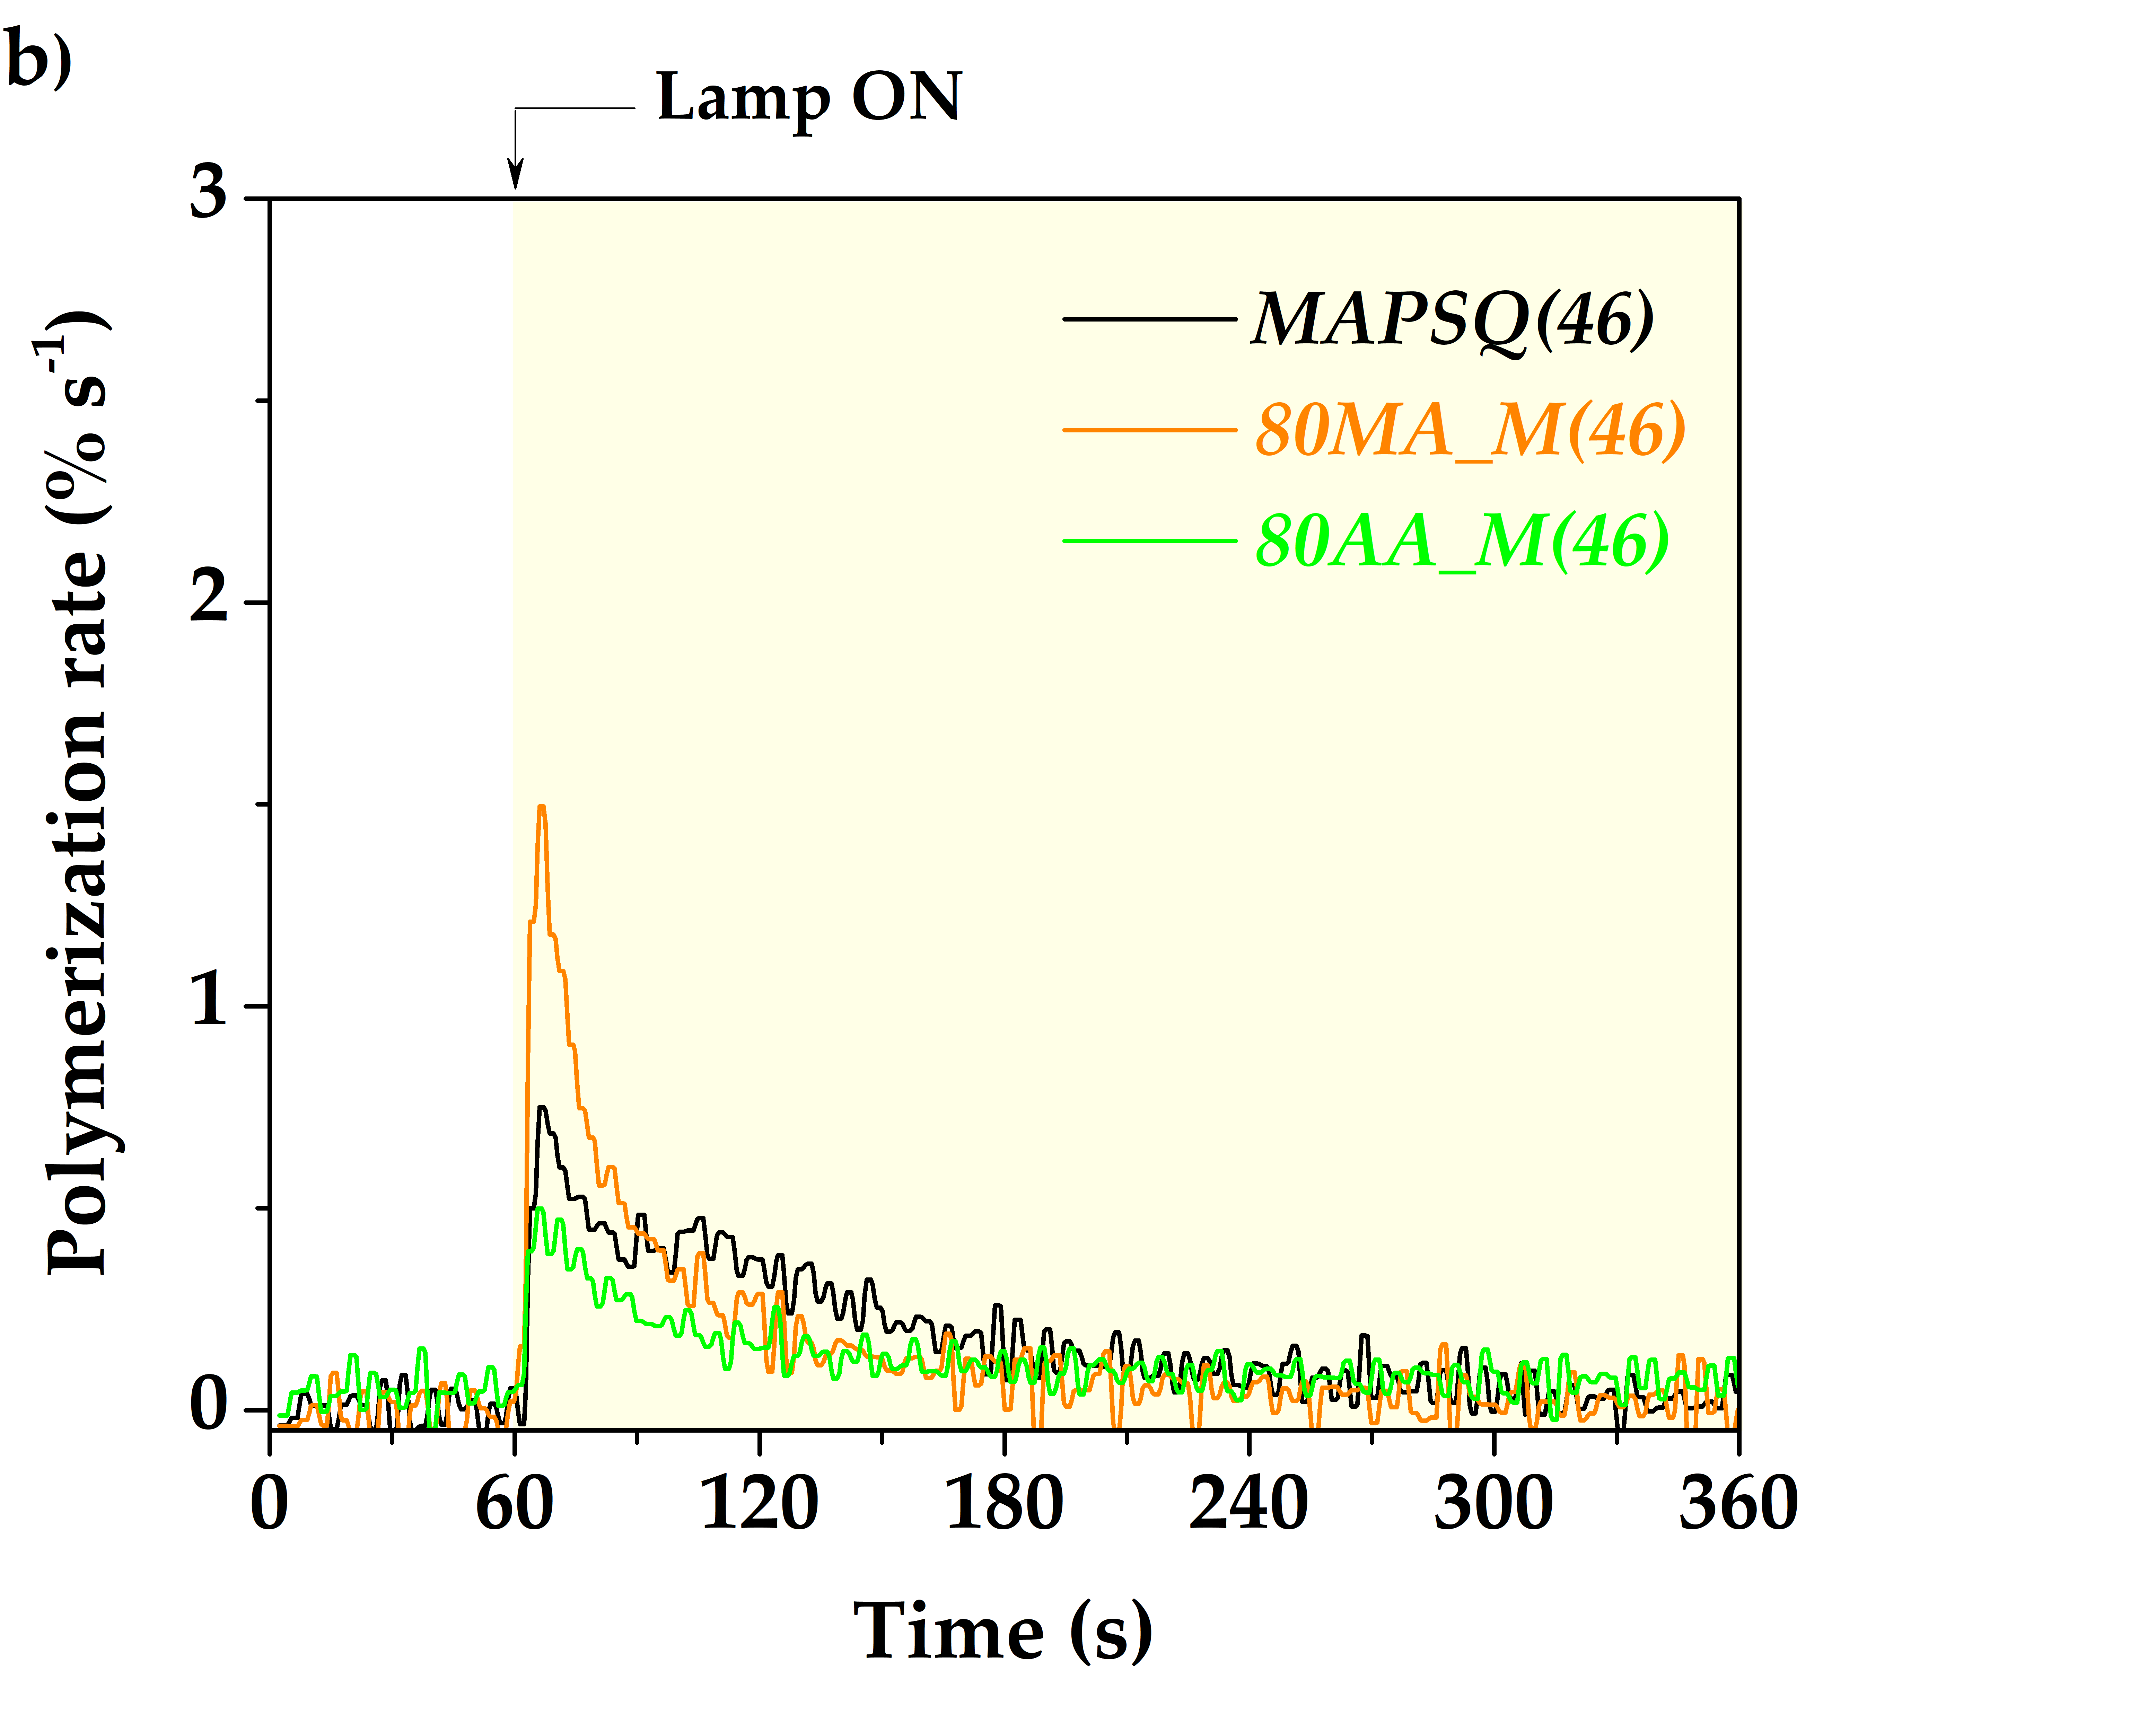 b)
Lamp ON
Polymerization rate (% s⁻¹)
3
2
1
0
MAPSQ(46)
80MA_M(46)
80AA_M(46)
0 60 120 180 240 300 360
Time (s)